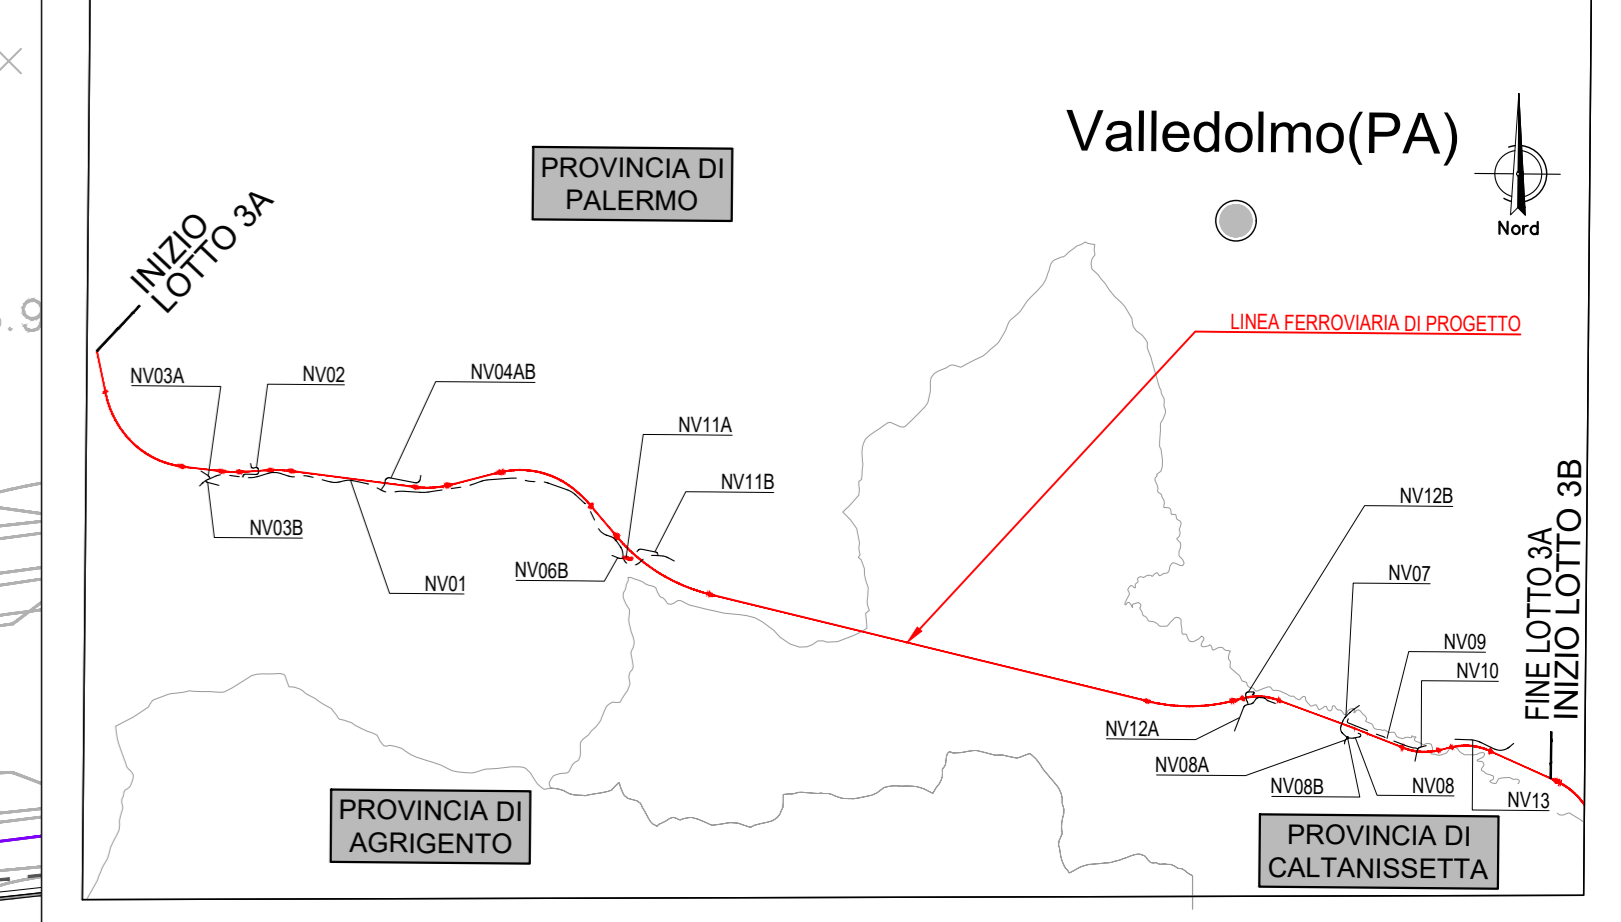 Valledolmo(PA)
Nord
PROVINCIA DI
PALERMO
INIZIO
LOTTO 3A
LINEA FERROVIARIA DI PROGETTO
NV03A
NV02
NV04AB
NV11A
NV11B
NV03B
NV01
NV06B
NV12B
NV07
NV09
NV10
NV12A
NV08A
NV08B
NV08
NV13
FINE LOTTO 3A
INIZIO LOTTO 3B
PROVINCIA DI
AGRIGENTO
PROVINCIA DI
CALTANISSETTA